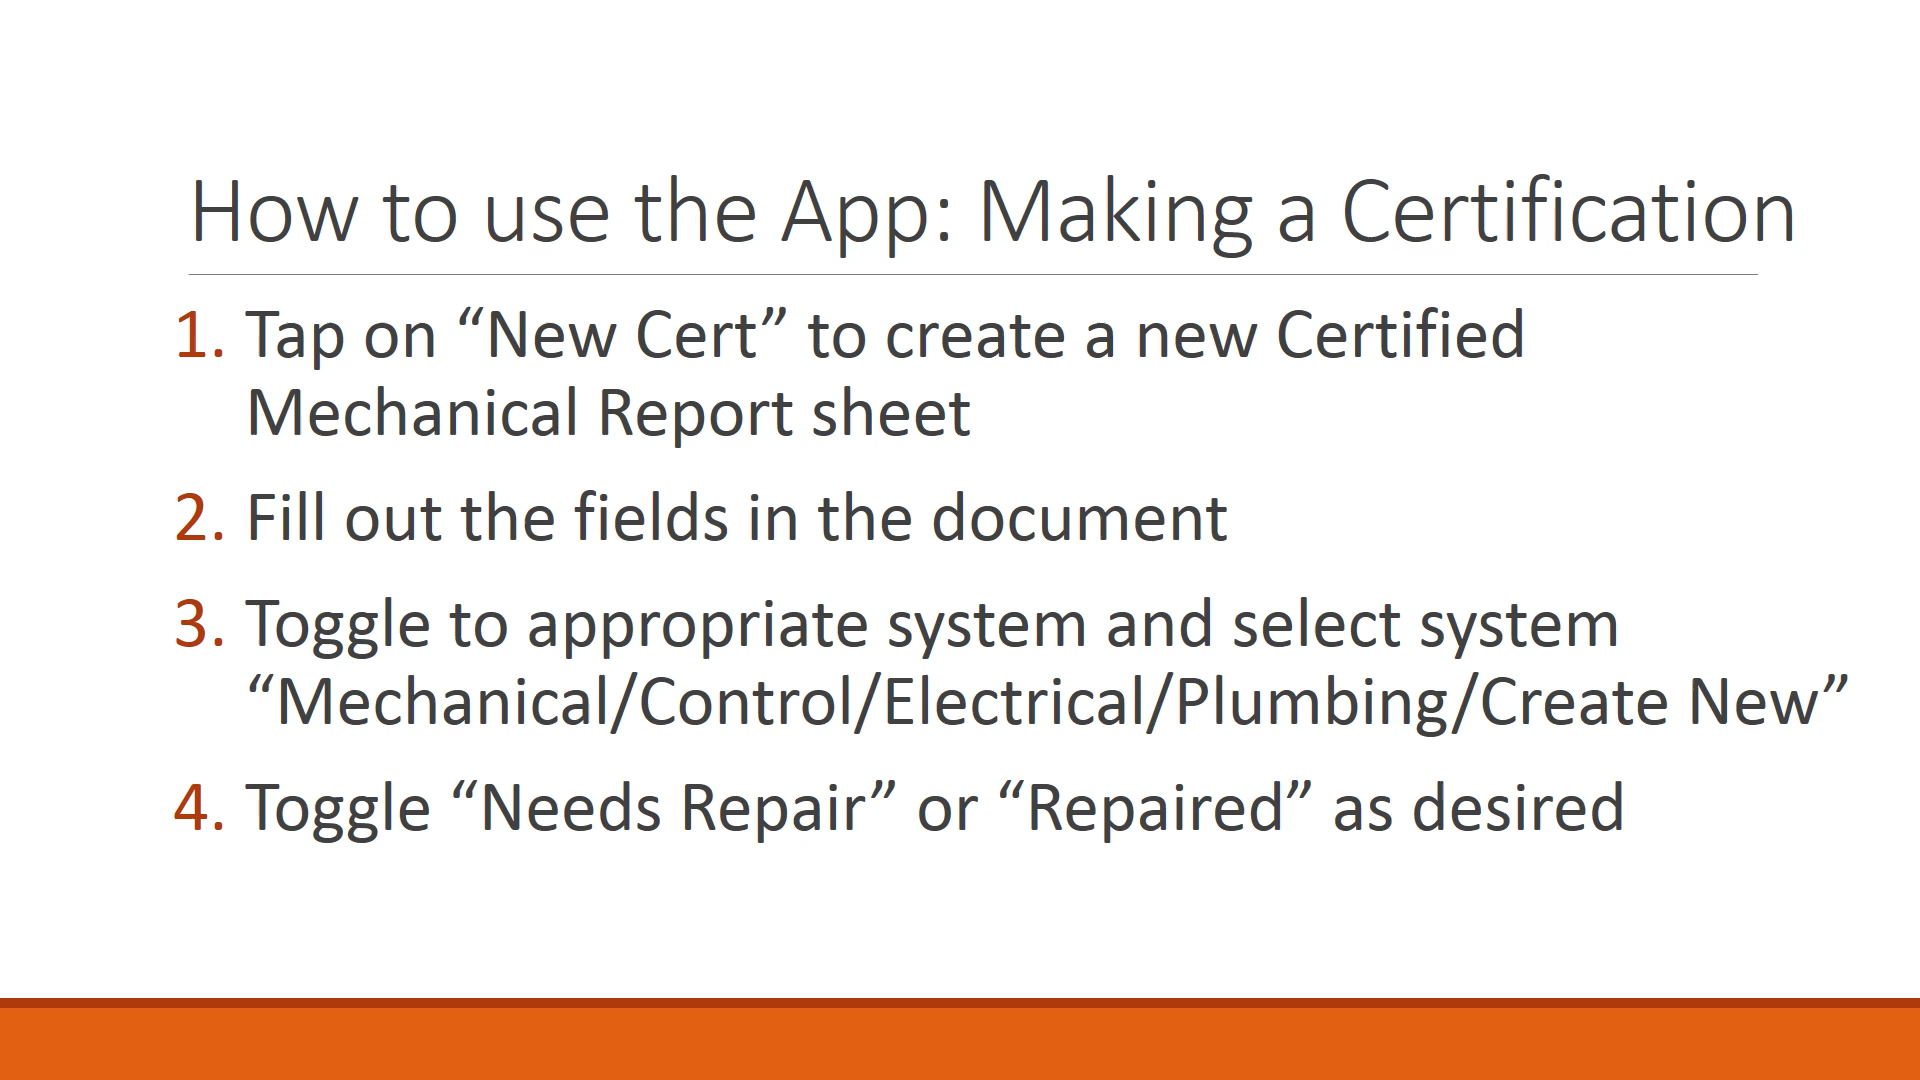 How to use the App: Making a Certification
1. Tap on “New Cert” to create a new Certified
Mechanical Report sheet
2. Fill out the fields in the document
3. Toggle to appropriate system and select system
“Mechanical/Control/Electrical/Plumbing/Create New”
4. Toggle “Needs Repair” or “Repaired” as desired